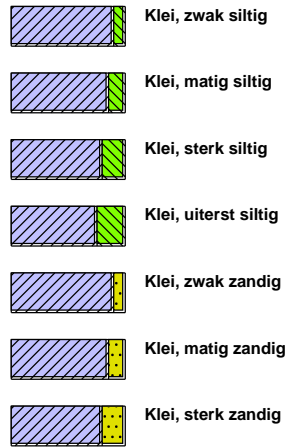 Klei, zwak siltig
Klei, matig siltig
Klei, sterk siltig
Klei, uiterst siltig
Klei, zwak zandig
Klei, matig zandig
Klei, sterk zandig